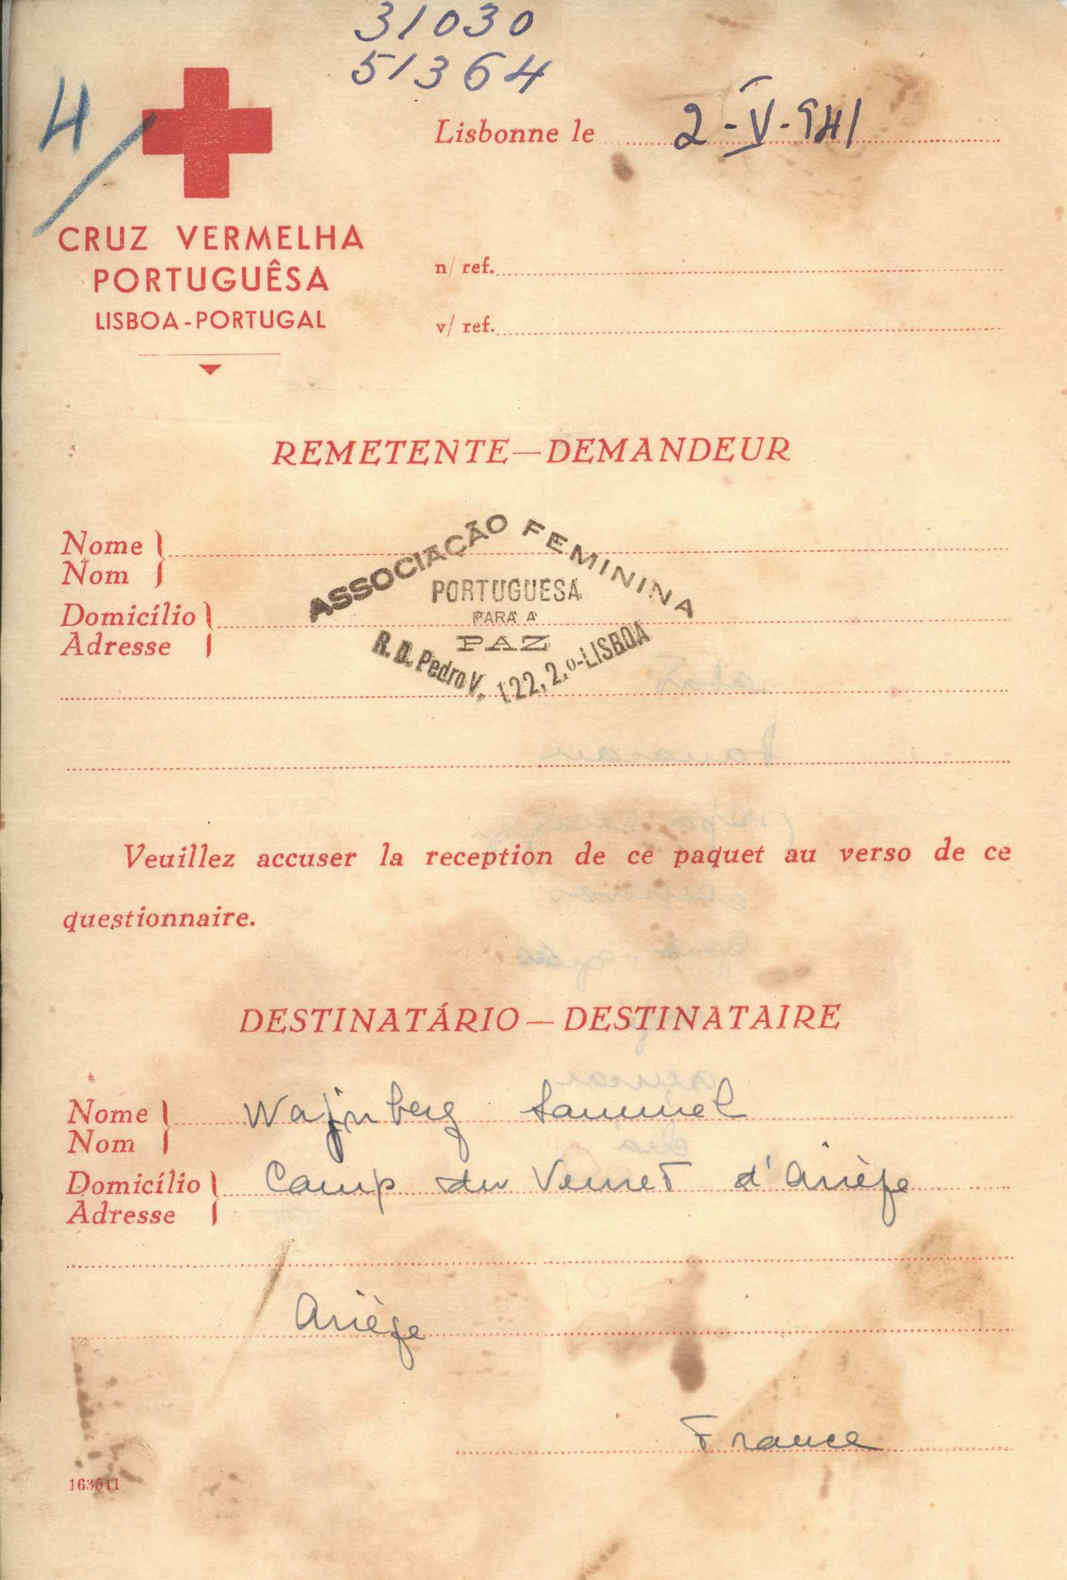 31030
51364
4
Lisbonne le 2-V-941
CRUZ VERMELHA
PORTUGUÊSA
LISBOA-PORTUGAL
n/ ref.
v/ ref.
REMETENTE—DEMANDEUR
Nome
Nom
Domicílio
Adresse
ASSOCIAÇÃO FEMININA
PORTUGUESA
PARA A
PAZ
R. D. Pedro V. 122, 2.º-LISBOA
Veuillez accuser la reception de ce paquet au verso de ce
questionnaire.
DESTINATÁRIO—DESTINATAIRE
Nome
Nom
Wajnberg Samuel
Domicílio
Adresse
Camp du Vernet d'Ariège
Ariège
France